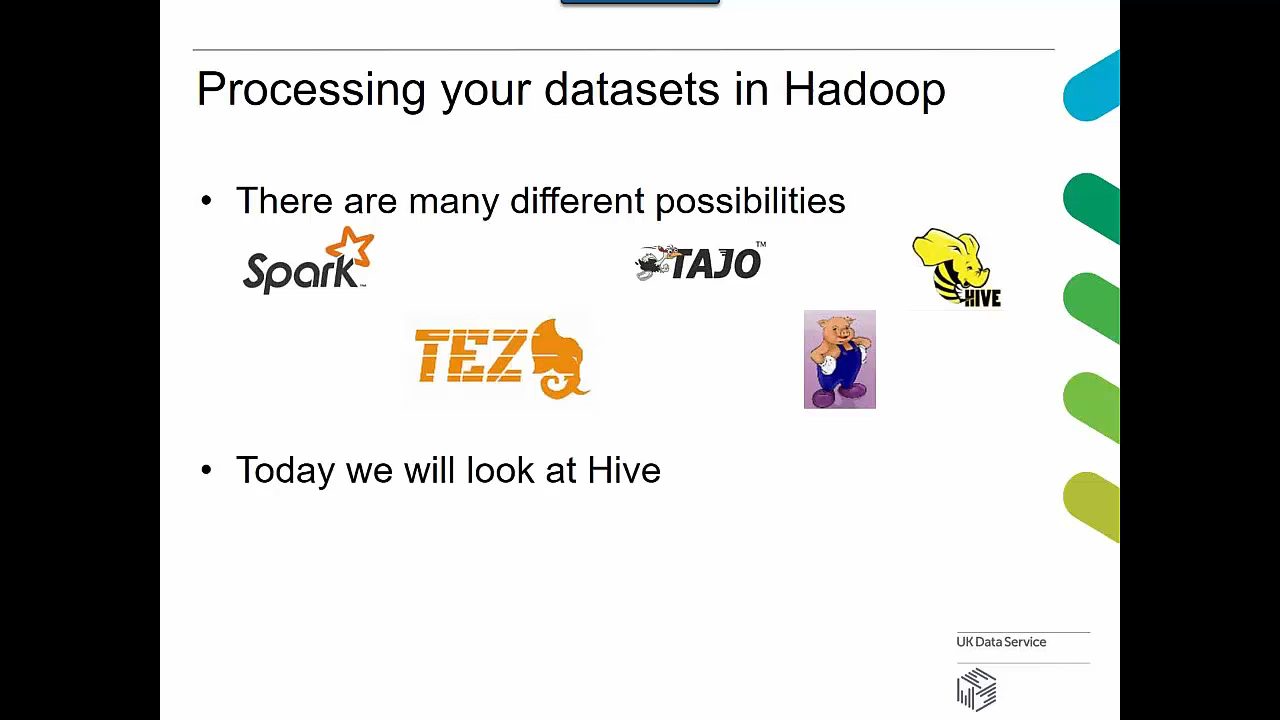 Processing your datasets in Hadoop
• There are many different possibilities
Spark™
TAJO™
HIVE
TEZ
• Today we will look at Hive
UK Data Service